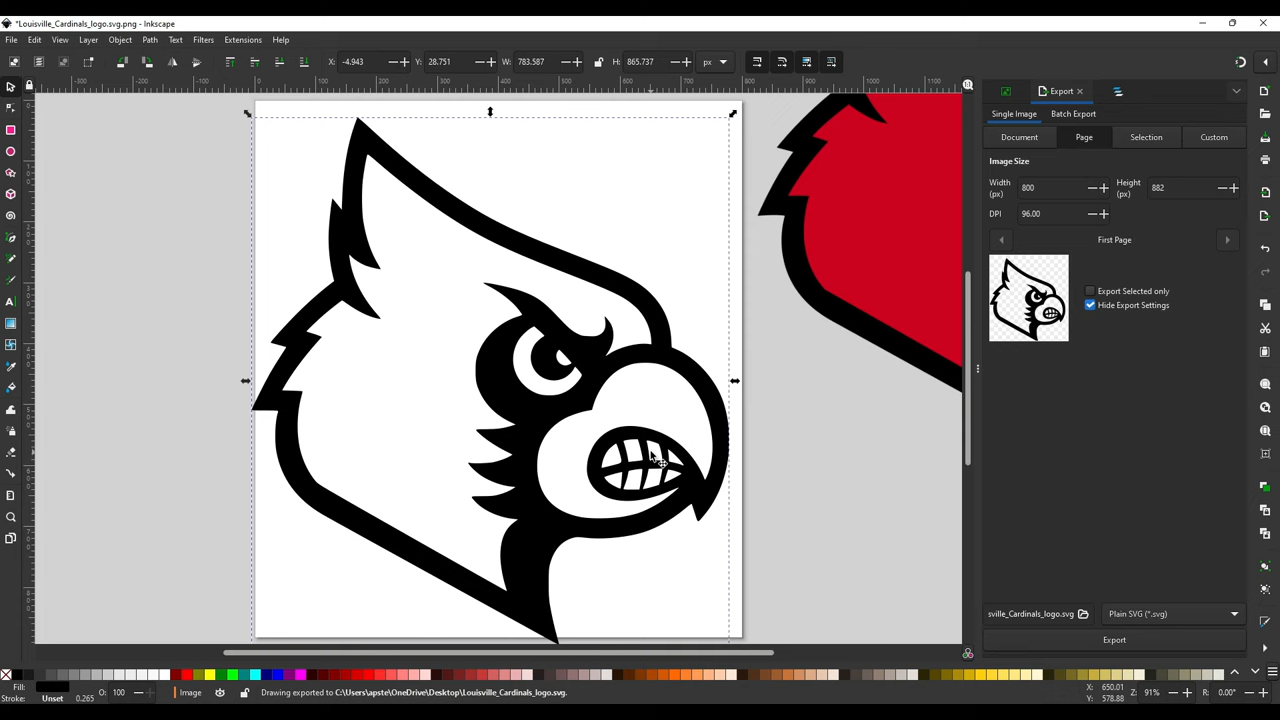 *Louisville_Cardinals_logo.svg.png - Inkscape
File Edit View Layer Object Path Text Filters Extensions Help
X: -4.943 Y: 28.751 W: 783.587 H: 865.737 px
Export
Single Image Batch Export
Document Page Selection Custom
Image Size
Width (px) 800 Height (px) 882
DPI 96.00
First Page
Export Selected only
Hide Export Settings
sville_Cardinals_logo.svg Plain SVG (*.svg)
Export
Fill:
Stroke: Unset 0.265
O: 100
Image
Drawing exported to C:\Users\apste\OneDrive\Desktop\Louisville_Cardinals_logo.svg.
X: 650.01
Y: 578.88
Z: 91% R: 0.00°